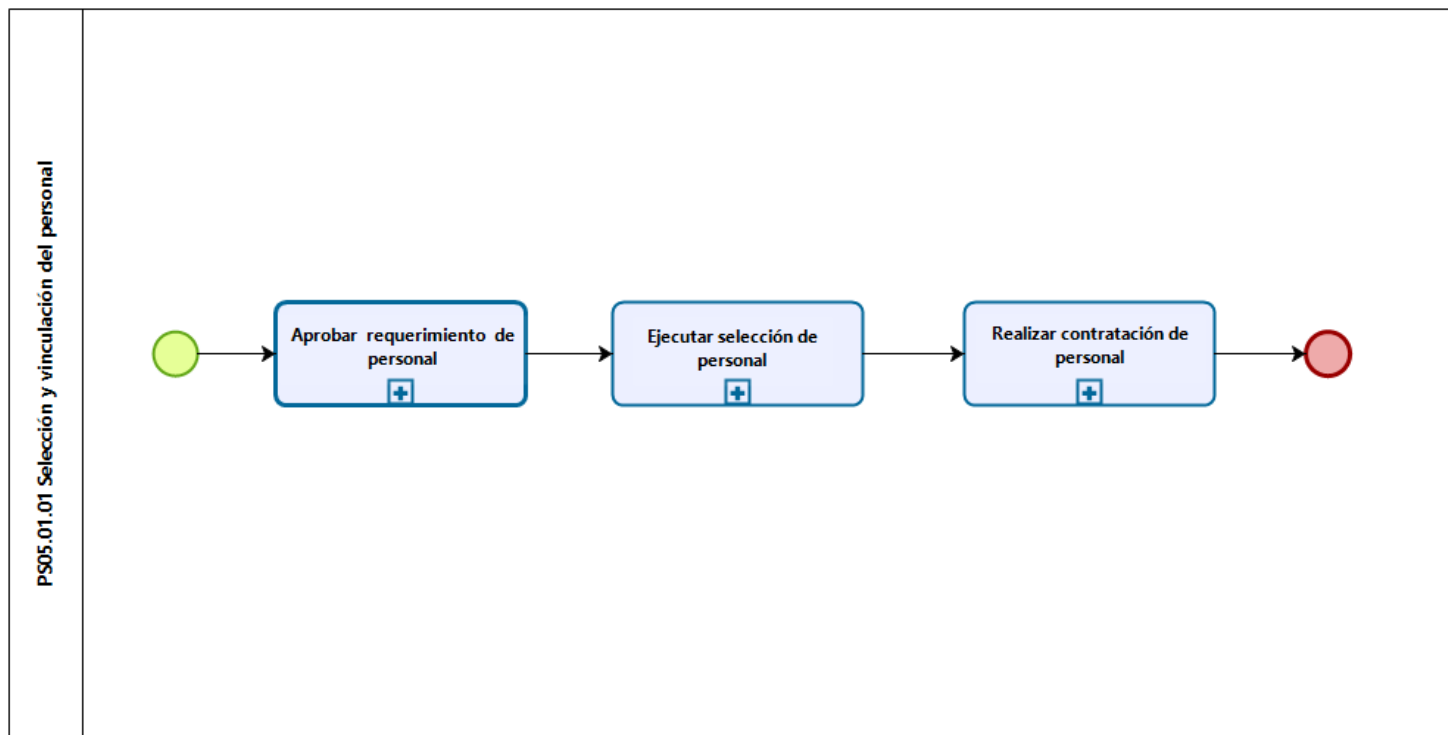 PS05.01.01 Selección y vinculación del personal
Aprobar requerimiento de
personal
Ejecutar selección de
personal
Realizar contratación de
personal